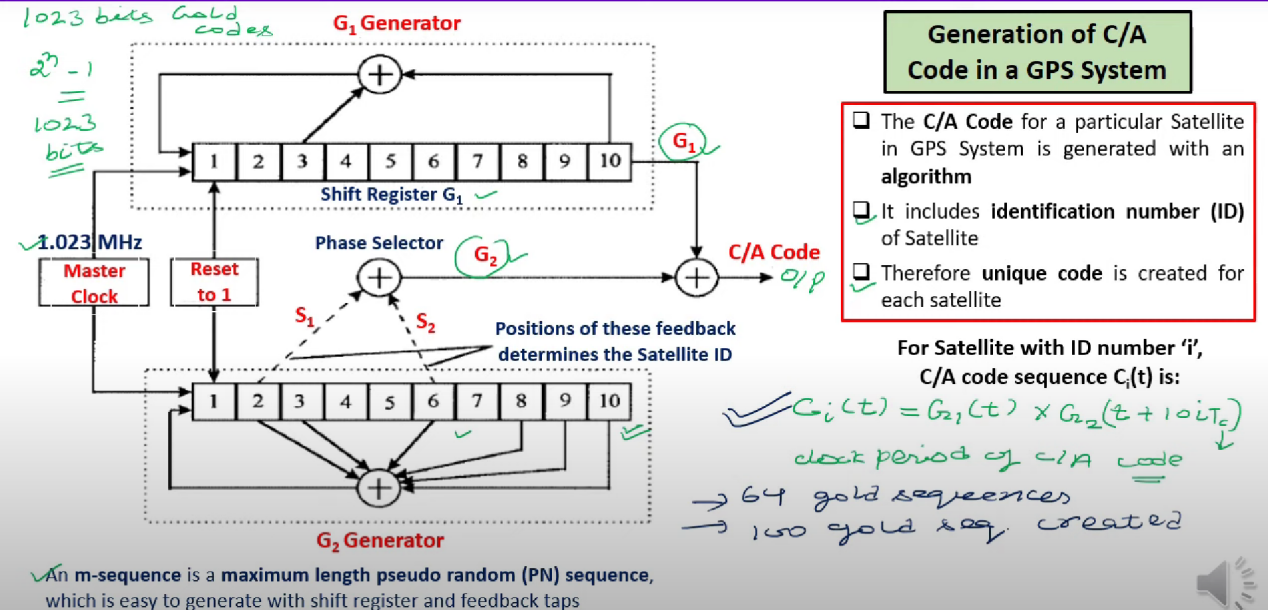 1023 bits Gold
codes
2ⁿ - 1
1023
bits
G₁ Generator
1 2 3 4 5 6 7 8 9 10
Shift Register G₁
G₁
1.023 MHz
Master
Clock
Reset
to 1
Phase Selector
G₂
C/A Code
O/P
S₁
S₂
Positions of these feedback
determines the Satellite ID
1 2 3 4 5 6 7 8 9 10
G₂ Generator
An m-sequence is a maximum length pseudo random (PN) sequence,
which is easy to generate with shift register and feedback taps
Generation of C/A
Code in a GPS System
❑ The C/A Code for a particular Satellite
in GPS System is generated with an
algorithm
❑ It includes identification number (ID)
of Satellite
❑ Therefore unique code is created for
each satellite
For Satellite with ID number ‘i’,
C/A code sequence Cᵢ(t) is:
Gᵢ(t) = G₁(t) × G₂(t + 10iT꜀)
clock period of C/A code
→ 64 gold sequences
→ 100 gold seq. created